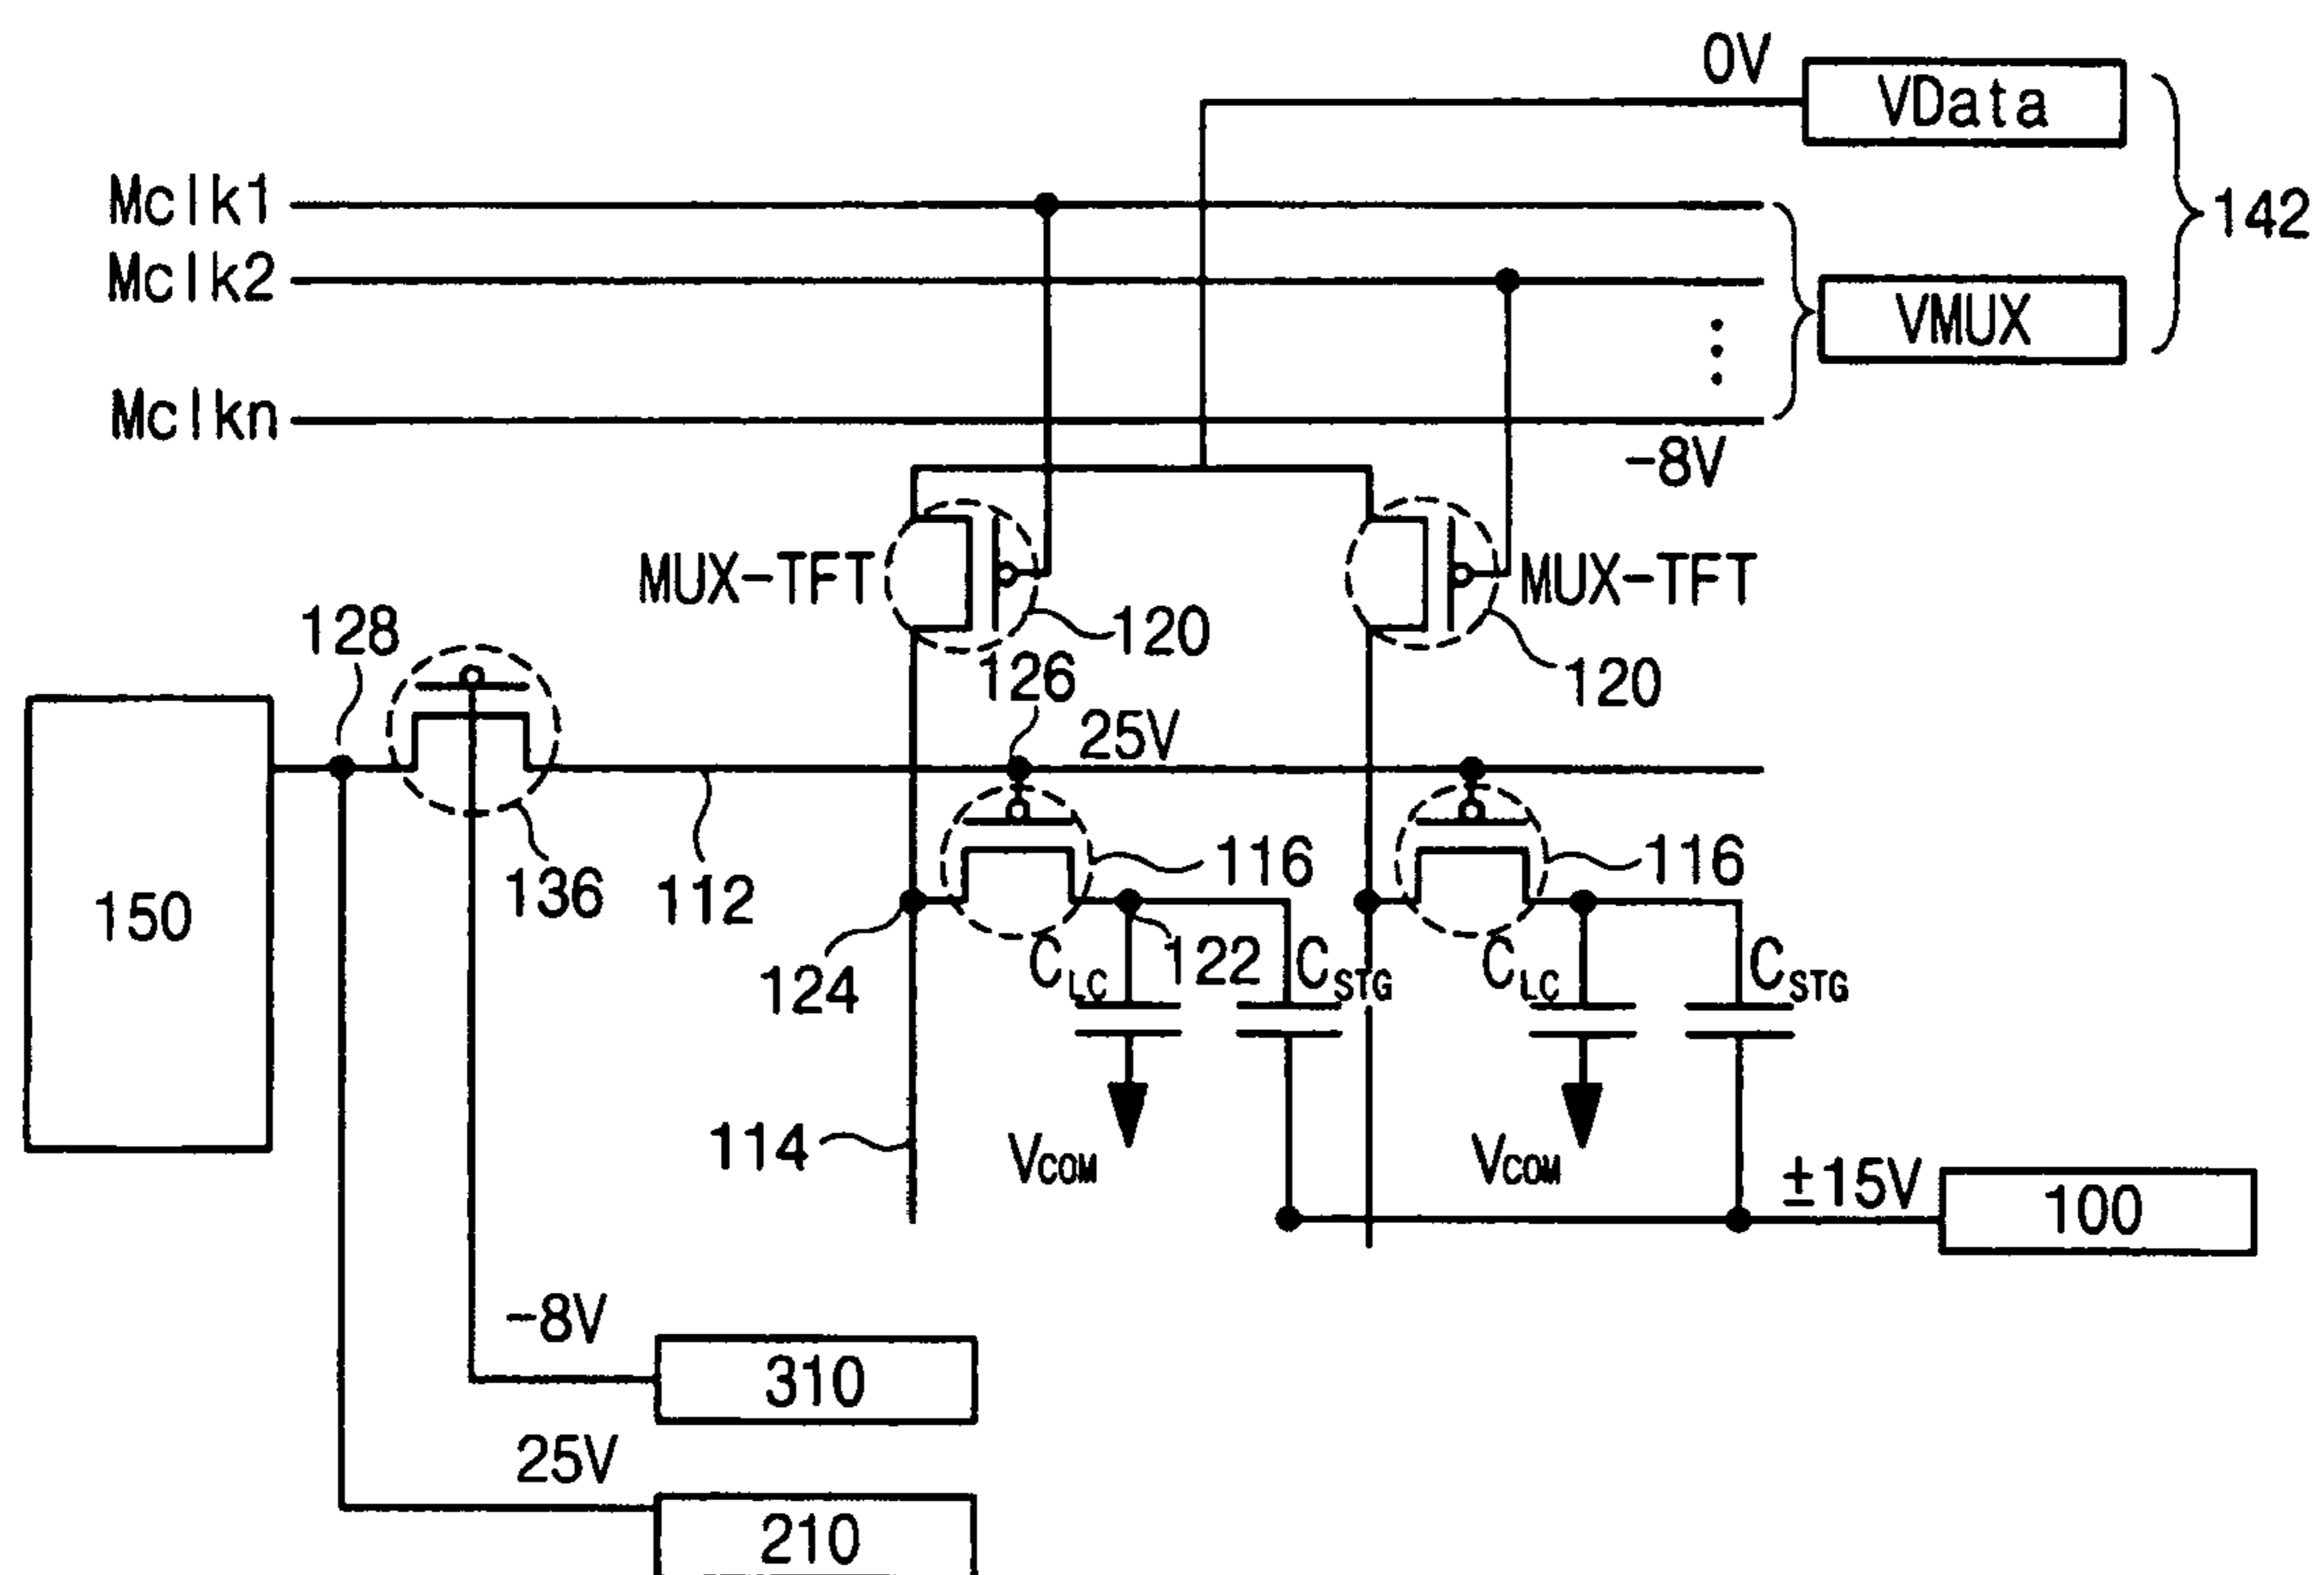 0V
VData
Mclk1
142
Mclk2
VMUX
Mclkn
-8V
MUX-TFT
MUX-TFT
128
120
126
120
25V
116
116
136
112
150
124
CLC
122
CSTG
CLC
CSTG
114
VCOM
VCOM
±15V
100
-8V
310
25V
210